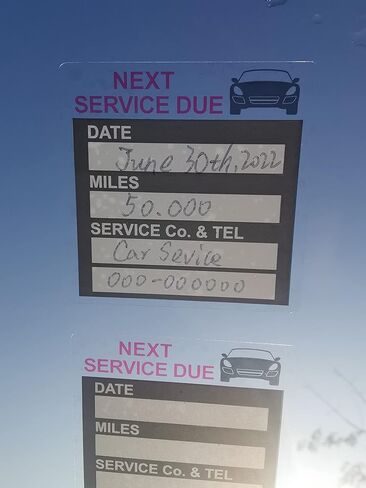 NEXT
SERVICE DUE
DATE
June 30th, 2022
MILES
50.000
SERVICE Co. & TEL
Car Sevice
000-000000
NEXT
SERVICE DUE
DATE
MILES
SERVICE Co. & TEL